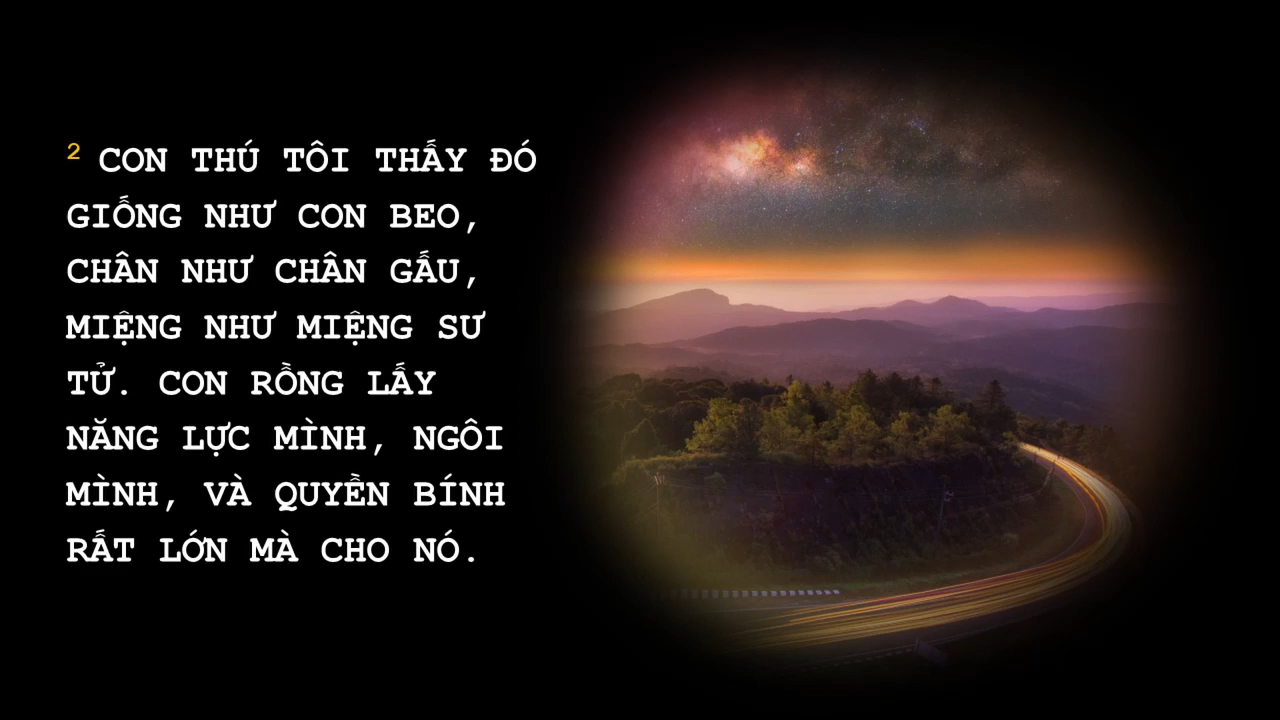 2 CON THÚ TÔI THẤY ĐÓ
GIỐNG NHƯ CON BEO,
CHÂN NHƯ CHÂN GẤU,
MIỆNG NHƯ MIỆNG SƯ
TỬ. CON RỒNG LẤY
NĂNG LỰC MÌNH, NGÔI
MÌNH, VÀ QUYỀN BÍNH
RẤT LỚN MÀ CHO NÓ.